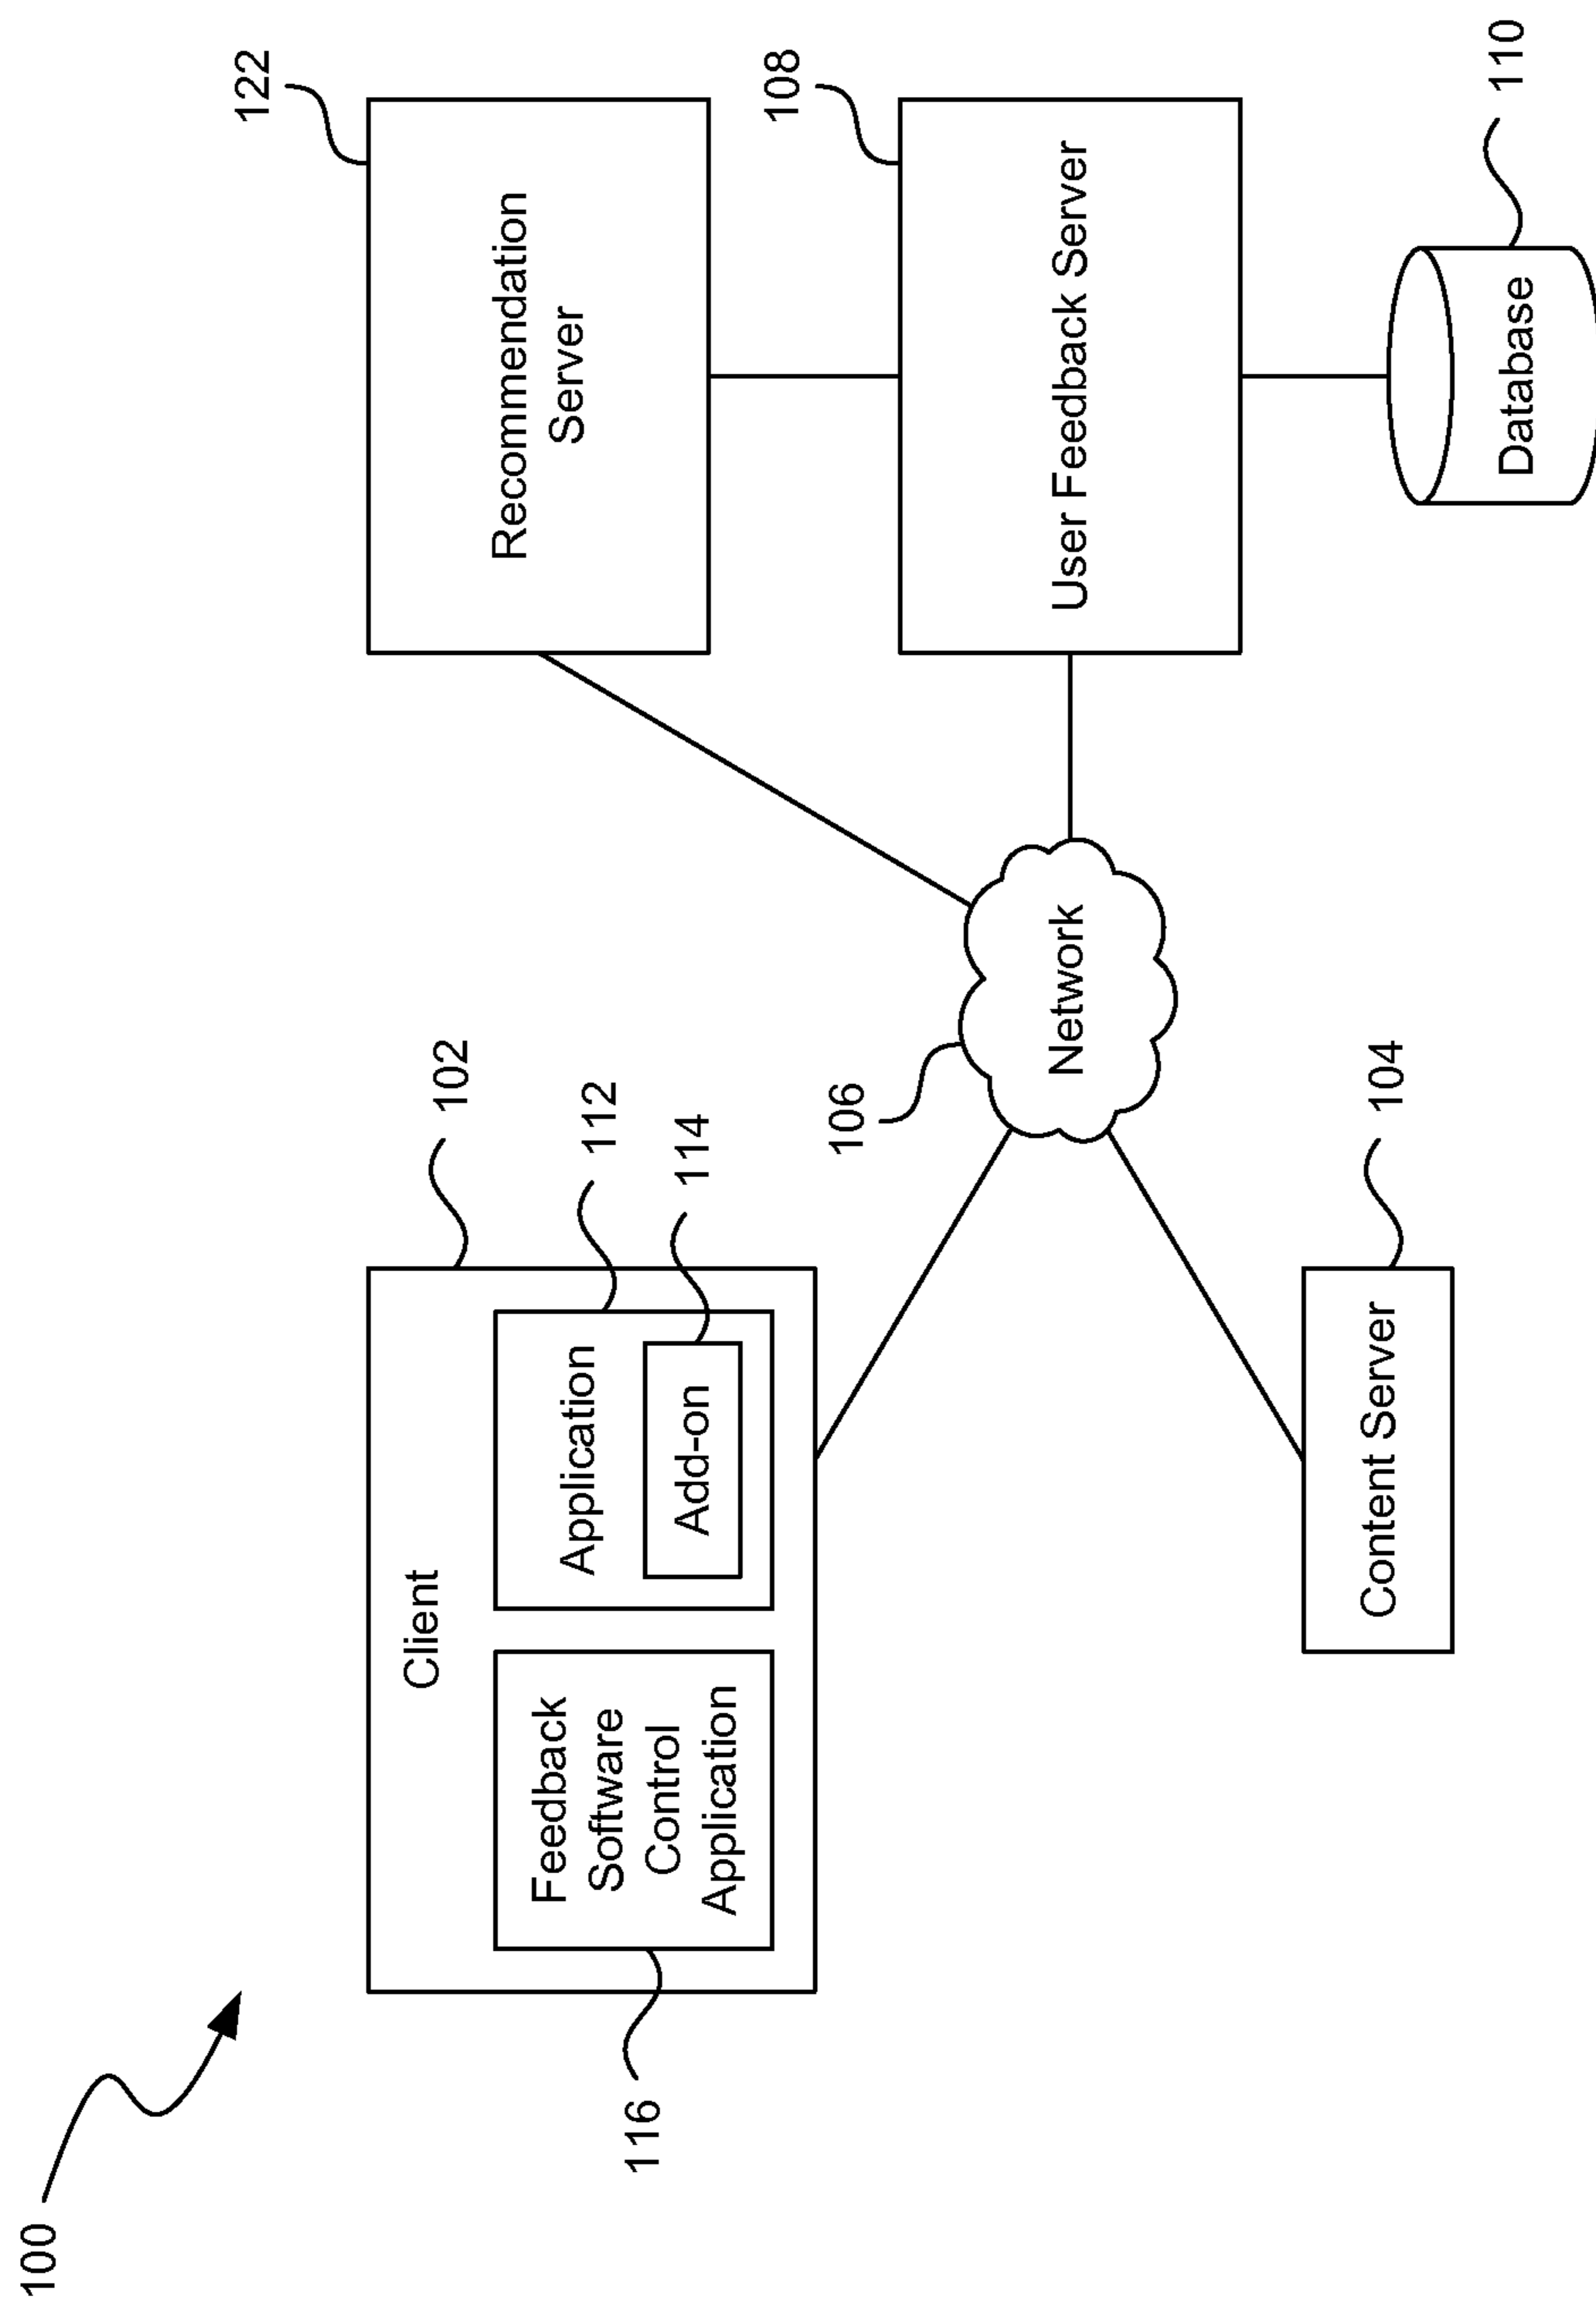 100
122
102
Client
Recommendation
Server
Feedback
Software
Control
Application
116
Application
112
Add-on
114
108
User Feedback Server
106
Network
104
Content Server
110
Database